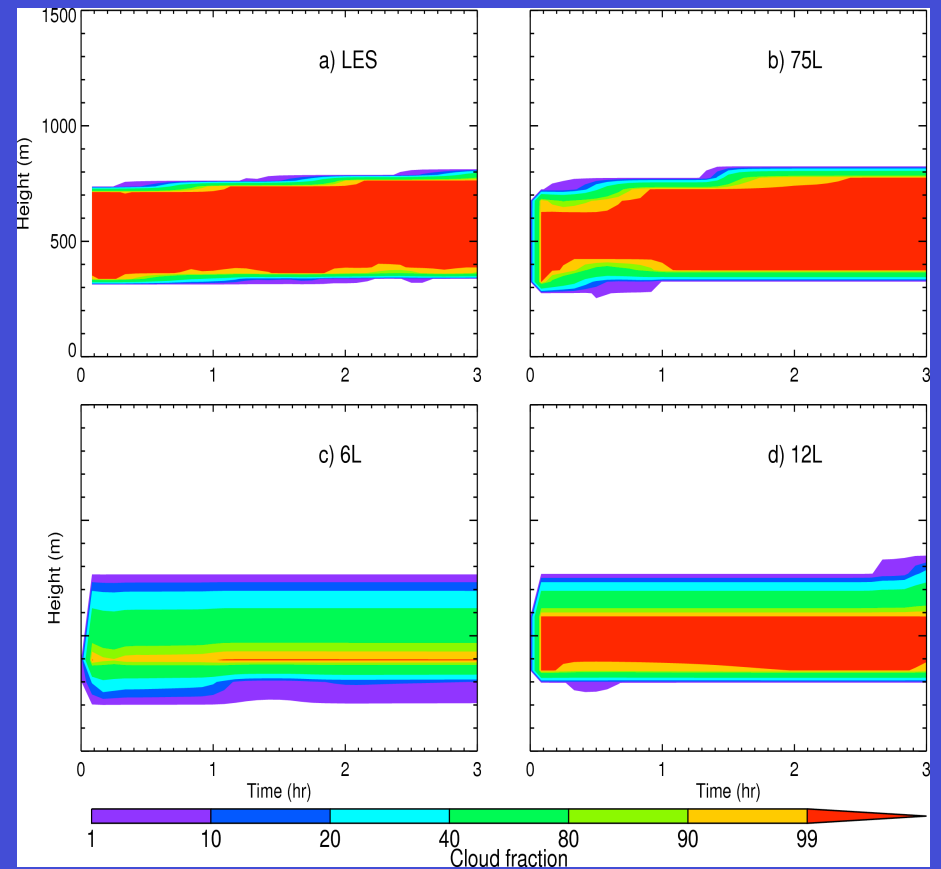 1500
a) LES
b) 75L
1000
Height (m)
500
0
0 1 2 3
0 1 2 3
c) 6L
d) 12L
Height (m)
0 1 2 3
0 1 2 3
Time (hr)
Time (hr)
1 10 20 40 80 90 99
Cloud fraction